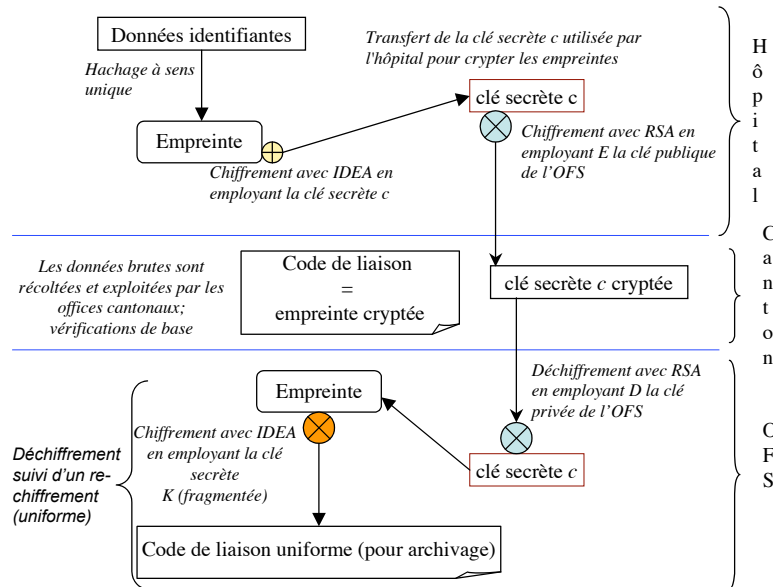 Données identifiantes
Hachage à sens
unique
Empreinte
Chiffrement avec IDEA en
employant la clé secrète c
Transfert de la clé secrète c utilisée par
l'hôpital pour crypter les empreintes
clé secrète c
Chiffrement avec RSA en
employant E la clé publique
de l'OFS
Hôpital
Les données brutes sont
récoltées et exploitées par les
offices cantonaux;
vérifications de base
Code de liaison
=
empreinte cryptée
clé secrète c cryptée
Canton
Déchiffrement avec RSA
en employant D la clé
privée de l'OFS
Empreinte
Chiffrement avec IDEA
en employant la clé
secrète
K (fragmentée)
clé secrète c
Déchiffrement
suivi d'un re-
chiffrement
(uniforme)
Code de liaison uniforme (pour archivage)
OFS